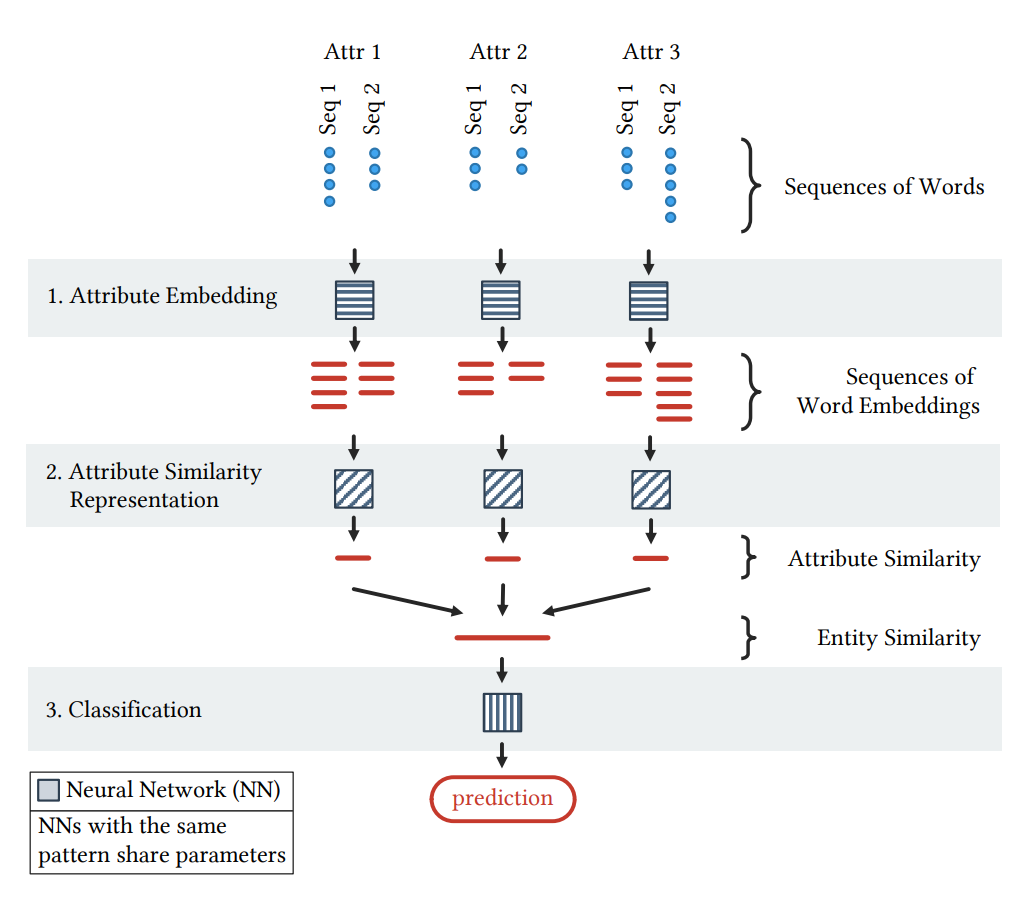 Attr 1 Attr 2 Attr 3
Seq 1 Seq 2 Seq 1 Seq 2 Seq 1 Seq 2
Sequences of Words
1. Attribute Embedding
Sequences of
Word Embeddings
2. Attribute Similarity
Representation
Attribute Similarity
Entity Similarity
3. Classification
Neural Network (NN)
NNs with the same
pattern share parameters
prediction